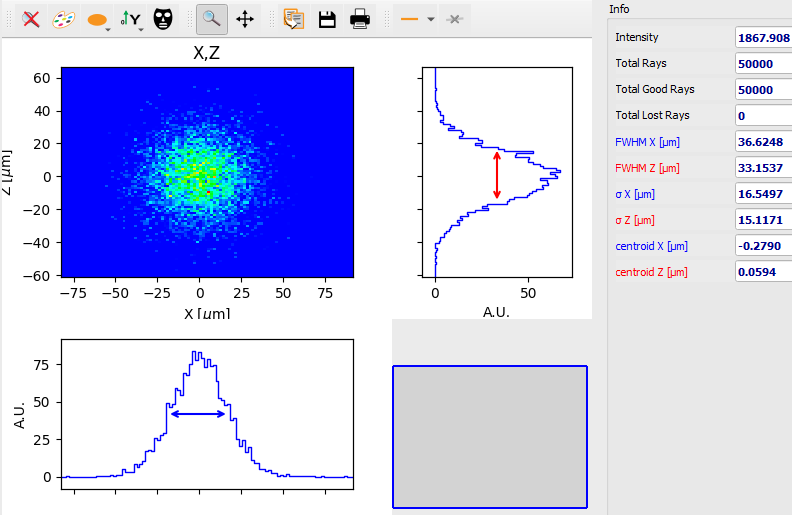 Info
Y
X,Z
Intensity 1867.908
Total Rays 50000
Total Good Rays 50000
Total Lost Rays 0
FWHM X [µm] 36.6248
FWHM Z [µm] 33.1537
σ X [µm] 16.5497
σ Z [µm] 15.1171
centroid X [µm] -0.2790
centroid Z [µm] 0.0594
60
40
20
0
−20
−40
−60
Z [μm]
−75 −50 −25 0 25 50 75
X [μm]
0 50
A.U.
75
50
25
0
A.U.